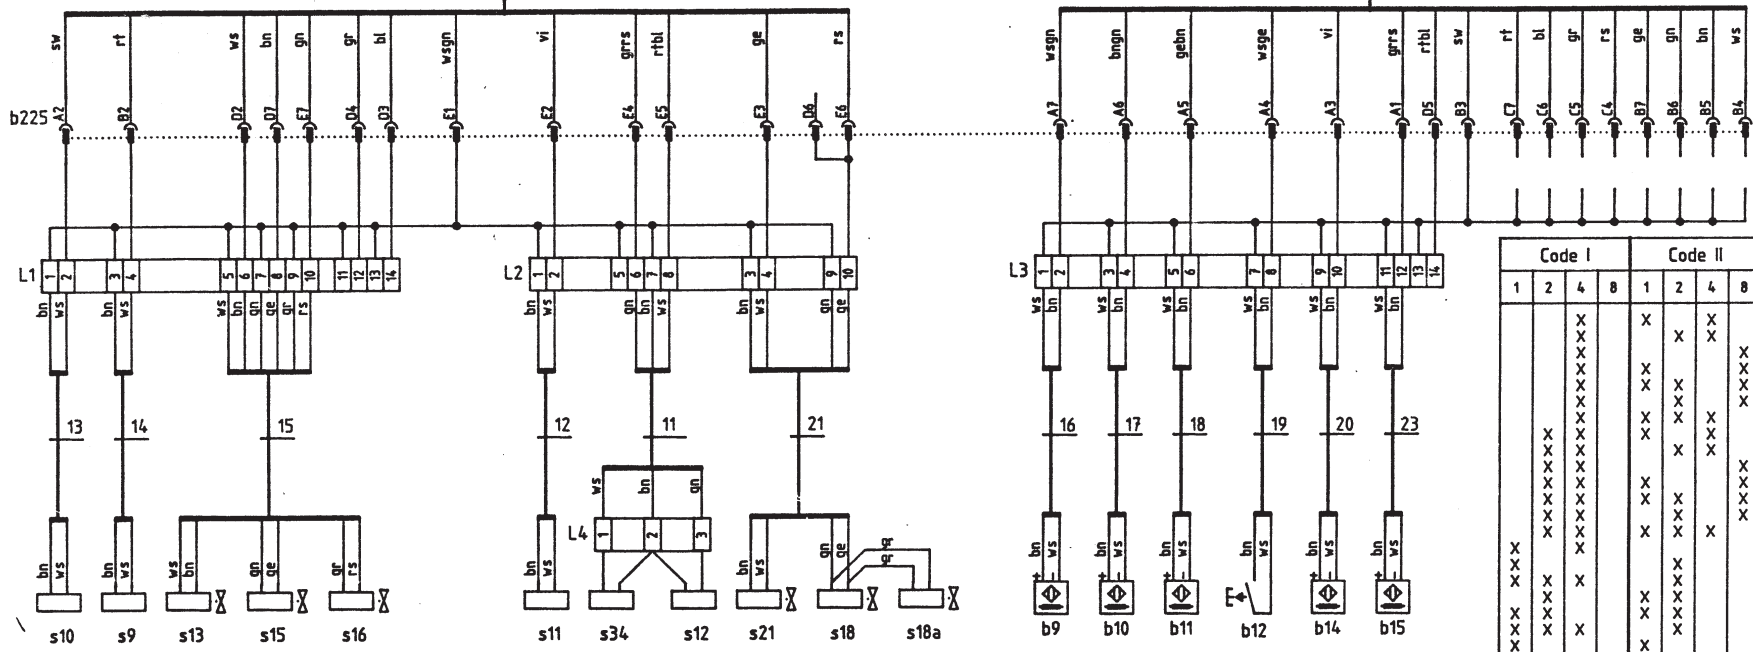 sw rt ws bn gn gr bl wsgn vi grrs rtbl ge rs wsgn bngn gebn wsge vi grrs rtbl sw rt bl gr rs ge gn bn ws
b225 A2 B2 D2 D7 E7 D4 D3 E1 E2 E4 E5 E3 D6 E6 A7 A6 A5 A4 A3 A1 D5 B3 C7 C6 C5 C4 B7 B6 B5 B4
L1 1 2 3 4 5 6 7 8 9 10 11 12 13 14
L2 1 2 5 6 7 8 3 4 9 10
L3 1 2 3 4 5 6 7 8 9 10 11 12 13 14
bn ws bn ws ws bn gn ge gr rs bn ws gn bn ws bn ws gn ge ws bn ws bn ws bn ws bn ws bn ws bn
13 14 15 12 11 21 16 17 18 19 20 23
ws bn gn
L4 1 2 3
bn ws bn ws ws bn gn ge gr rs bn ws bn ws gn ge gr gr bn ws bn ws bn ws ws bn ws bn ws
+ - + - + - + - + -
s10 s9 s13 s15 s16 s11 s34 s12 s21 s18 s18a b9 b10 b11 b12 b14 b15
Code I Code II
1 2 4 8 1 2 4 8
X X X
X X X
X X
X X X
X X X X
X X X
X X X X
X X X X
X X X X
X X X
X X X X
X X X X X
X X X X
X X X X X
X X
X X
X X X X
X X X
X X X X
X X X X
X X